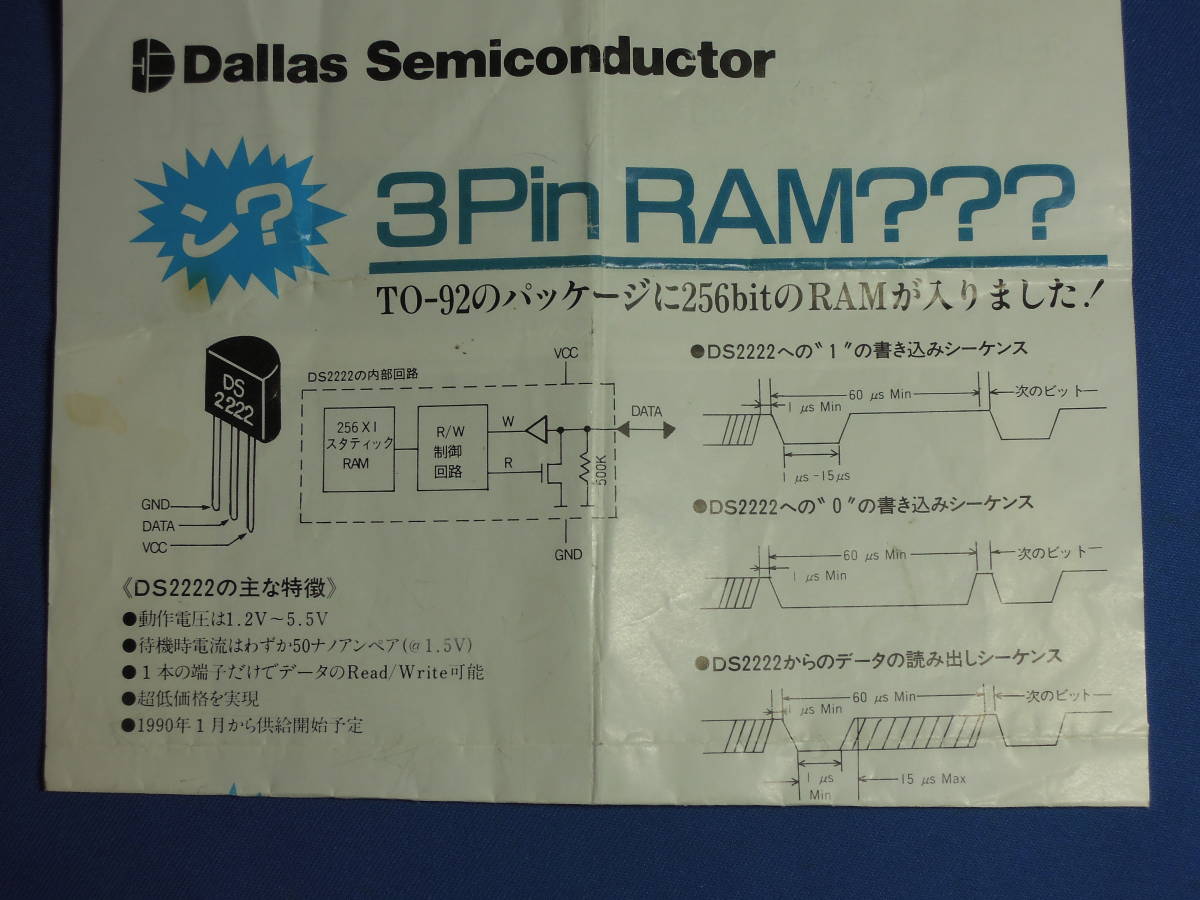 Dallas Semiconductor
ン?
3Pin RAM???
TO-92のパッケージに256bitのRAMが入りました!
DS
2222
GND
DATA
VCC
DS2222の内部回路
VCC
256×1
スタティック
RAM
R/W
制御
回路
W
R
DATA
500K
GND
《DS2222の主な特徴》
●動作電圧は1.2V～5.5V
●待機時電流はわずか50ナノアンペア(@1.5V)
●1本の端子だけでデータのRead/Write可能
●超低価格を実現
●1990年1月から供給開始予定
●DS2222への〝1〟の書き込みシーケンス
60 μs Min
次のビット
1 μs Min
1 μs-15μs
●DS2222への〝0〟の書き込みシーケンス
60 μs Min
次のビット
1 μs Min
●DS2222からのデータの読み出しシーケンス
60 μs Min
次のビット
1 μs Min
1 μs
Min
15 μs Max